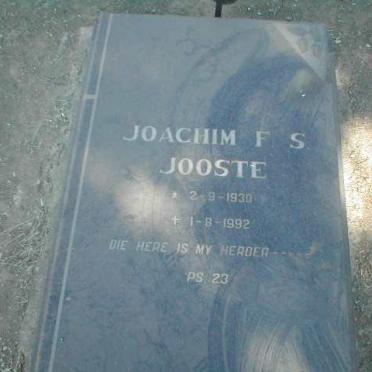 JOACHIM F S
JOOSTE
* 2-9-1930
† 1-8-1992
DIE HERE IS MY HERDER-----
PS 23